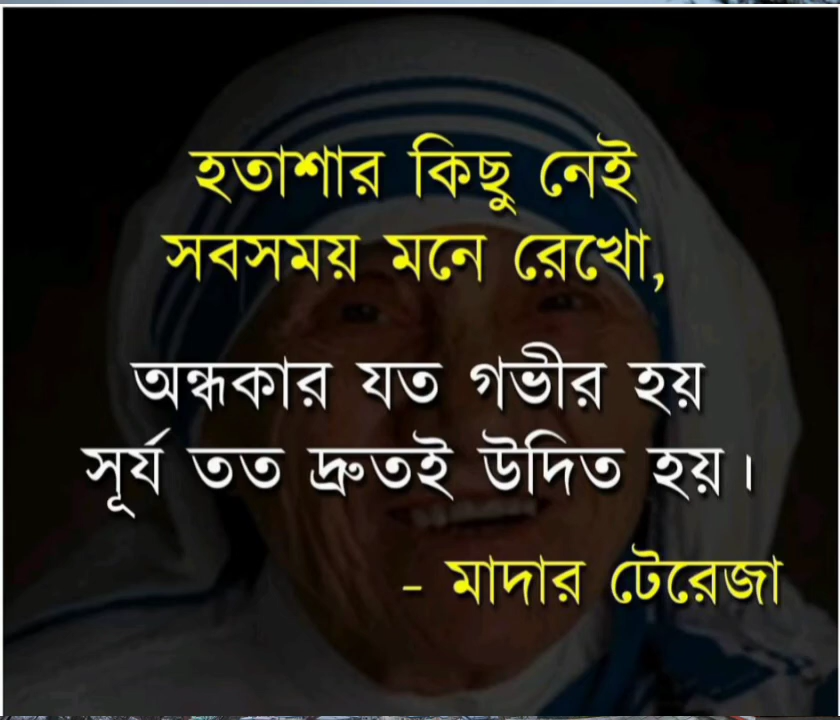 হতাশার কিছু নেই
সবসময় মনে রেখো,
অন্ধকার যত গভীর হয়
সূর্য তত দ্রুতই উদিত হয়।
- মাদার টেরেজা